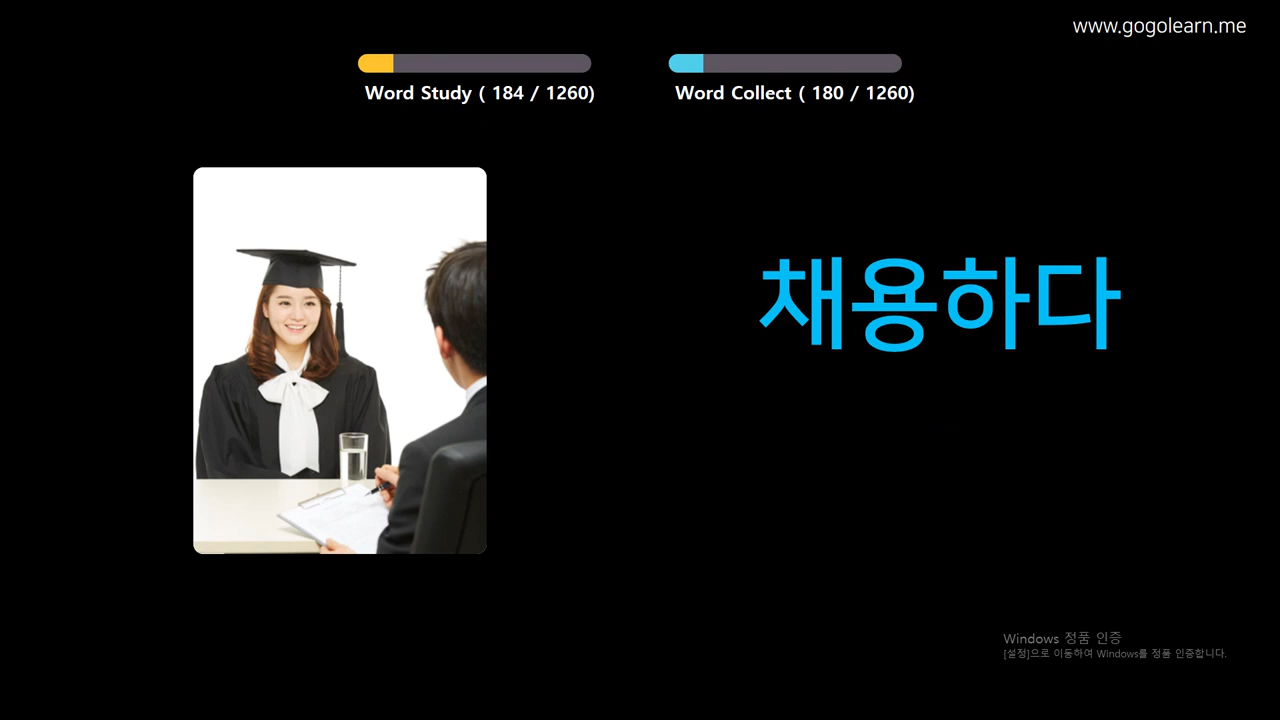 www.gogolearn.me
Word Study ( 184 / 1260)
Word Collect ( 180 / 1260)
채용하다
Windows 정품 인증
[설정]으로 이동하여 Windows를 정품 인증합니다.